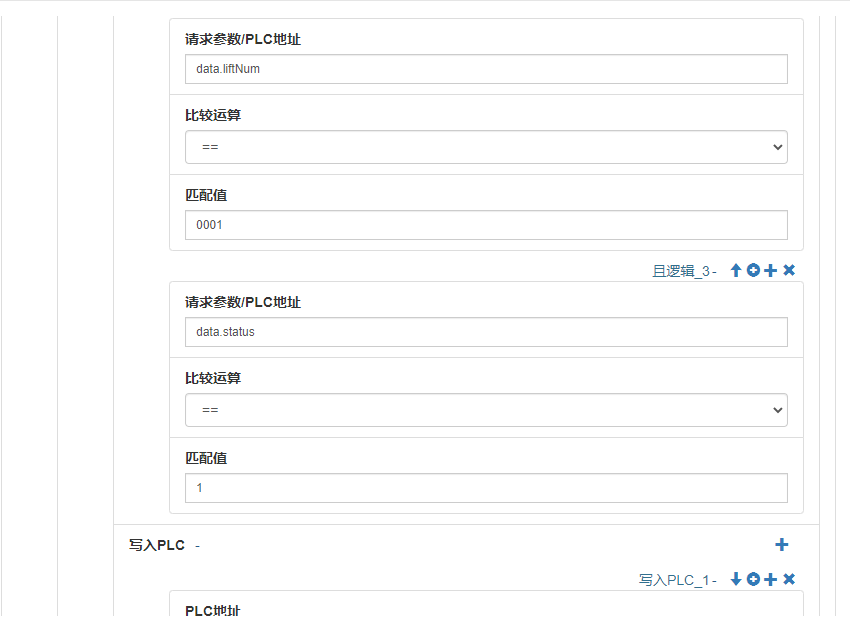 请求参数/PLC地址
data.liftNum
比较运算
==
匹配值
0001
且逻辑_3 -
请求参数/PLC地址
data.status
比较运算
==
匹配值
1
写入PLC -
写入PLC_1 -
PLC地址